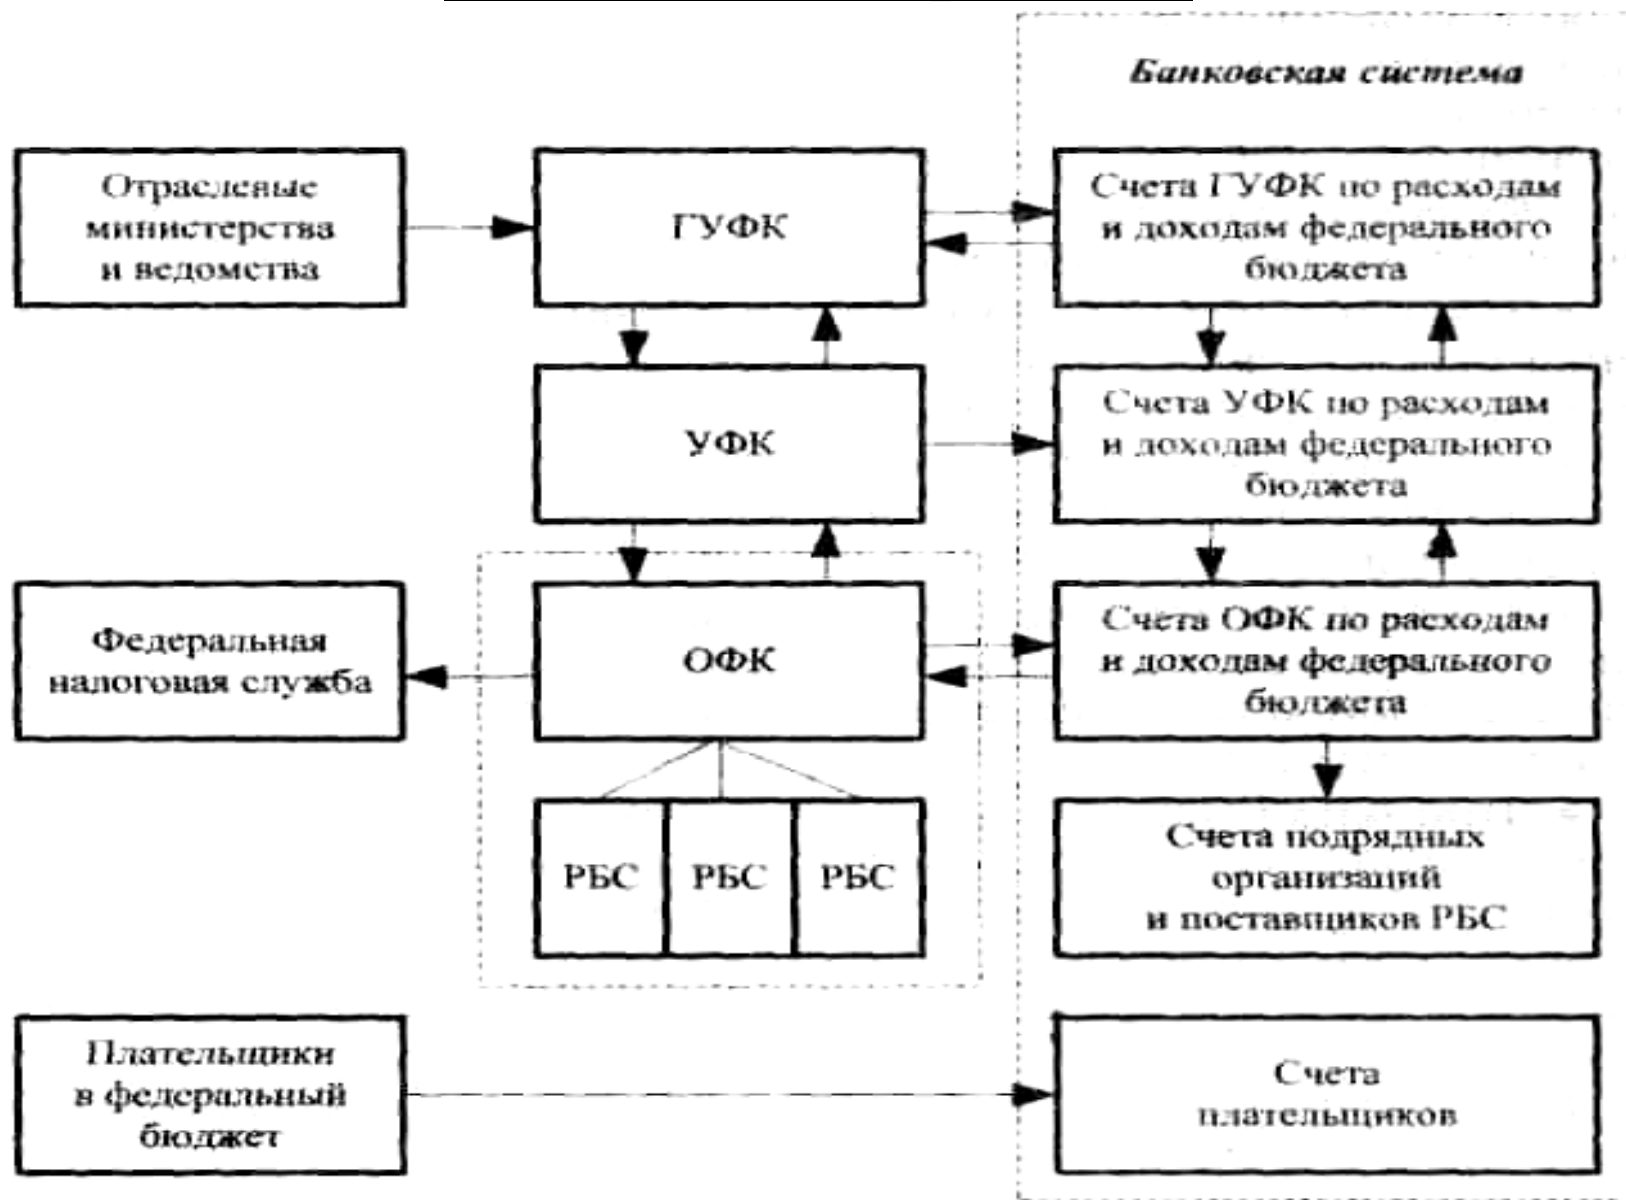 Банковская система
Отраслевые
министерства
и ведомства
ГУФК
Счета ГУФК по расходам
и доходам федерального
бюджета
УФК
Счета УФК по расходам
и доходам федерального
бюджета
Федеральная
налоговая служба
ОФК
Счета ОФК по расходам
и доходам федерального
бюджета
РБС
РБС
РБС
Счета подрядных
организаций
и поставщиков РБС
Плательщики
в федеральный
бюджет
Счета
плательщиков